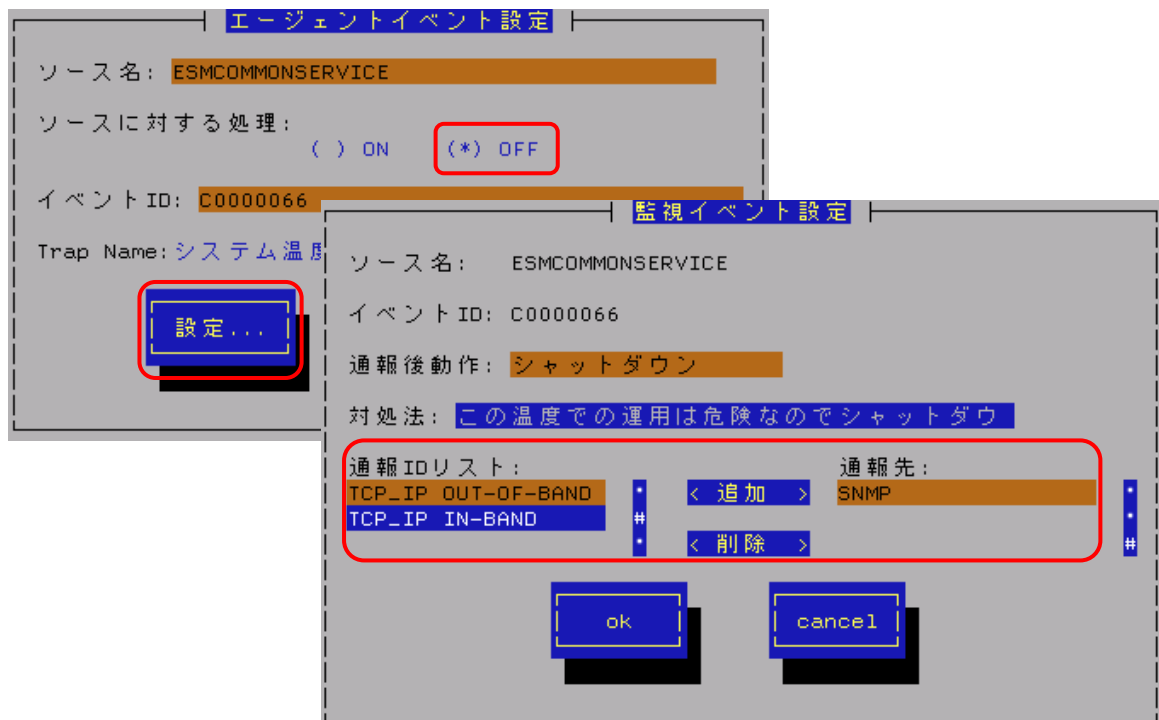 エージェントイベント設定
ソース名: ESMCOMMONSERVICE
ソースに対する処理:
( ) ON (*) OFF
イベントID: C0000066
Trap Name:システム温度
設定...
監視イベント設定
ソース名: ESMCOMMONSERVICE
イベントID: C0000066
通報後動作: シャットダウン
対処法: この温度での運用は危険なのでシャットダウ
通報IDリスト: 通報先:
TCP_IP OUT-OF-BAND < 追加 > SNMP
TCP_IP IN-BAND #
< 削除 > #
ok cancel